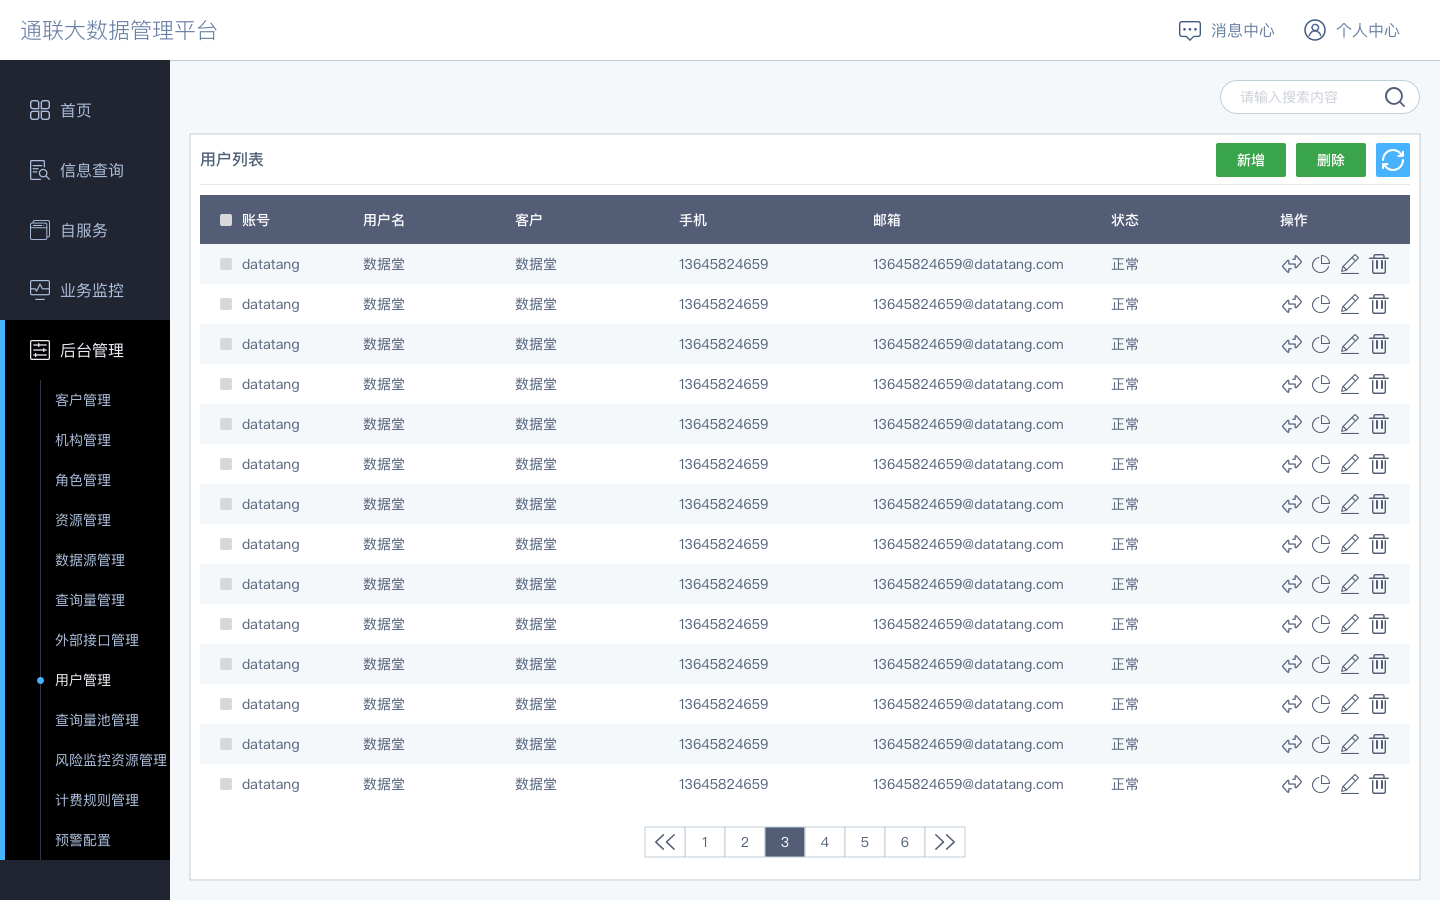 通联大数据管理平台
消息中心 个人中心
请输入搜索内容
首页
信息查询
自服务
业务监控
后台管理
客户管理
机构管理
角色管理
资源管理
数据源管理
查询量管理
外部接口管理
用户管理
查询量池管理
风险监控资源管理
计费规则管理
预警配置
用户列表 新增 删除
账号 用户名 客户 手机 邮箱 状态 操作
datatang 数据堂 数据堂 13645824659 13645824659@datatang.com 正常
datatang 数据堂 数据堂 13645824659 13645824659@datatang.com 正常
datatang 数据堂 数据堂 13645824659 13645824659@datatang.com 正常
datatang 数据堂 数据堂 13645824659 13645824659@datatang.com 正常
datatang 数据堂 数据堂 13645824659 13645824659@datatang.com 正常
datatang 数据堂 数据堂 13645824659 13645824659@datatang.com 正常
datatang 数据堂 数据堂 13645824659 13645824659@datatang.com 正常
datatang 数据堂 数据堂 13645824659 13645824659@datatang.com 正常
datatang 数据堂 数据堂 13645824659 13645824659@datatang.com 正常
datatang 数据堂 数据堂 13645824659 13645824659@datatang.com 正常
datatang 数据堂 数据堂 13645824659 13645824659@datatang.com 正常
datatang 数据堂 数据堂 13645824659 13645824659@datatang.com 正常
datatang 数据堂 数据堂 13645824659 13645824659@datatang.com 正常
datatang 数据堂 数据堂 13645824659 13645824659@datatang.com 正常
1 2 3 4 5 6